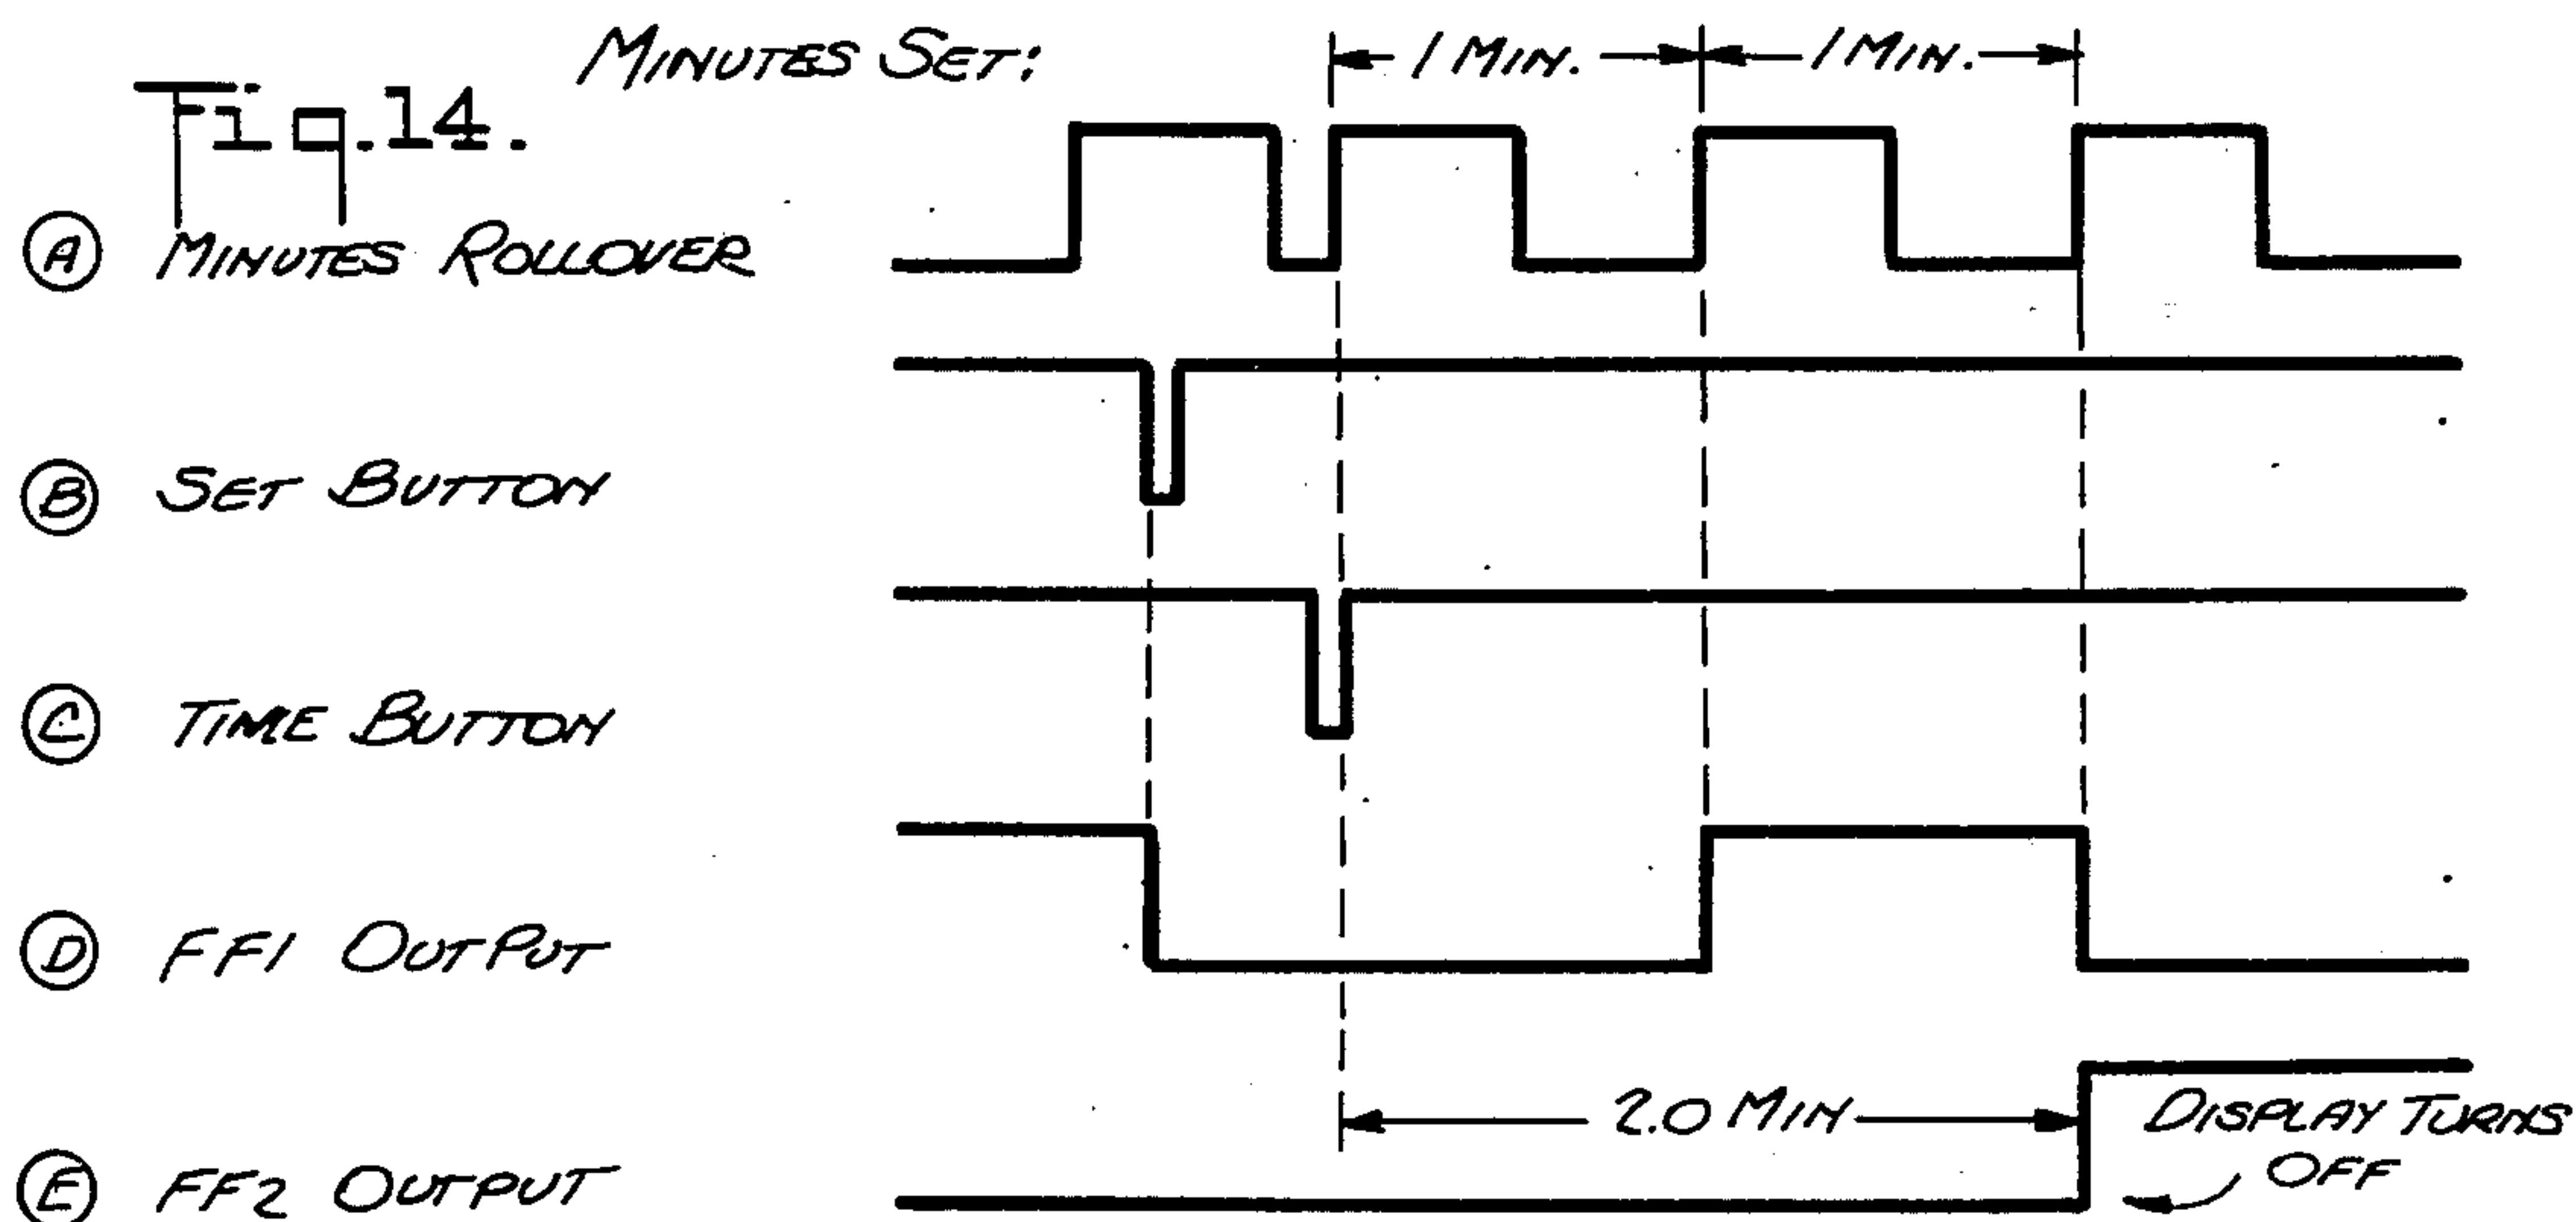 MINUTES SET:
1 MIN.
1 MIN.
Fig.14.
A MINUTES ROLLOVER
B SET BUTTON
C TIME BUTTON
D FF1 OUTPUT
2.0 MIN
DISPLAY TURNS
OFF
E FF2 OUTPUT